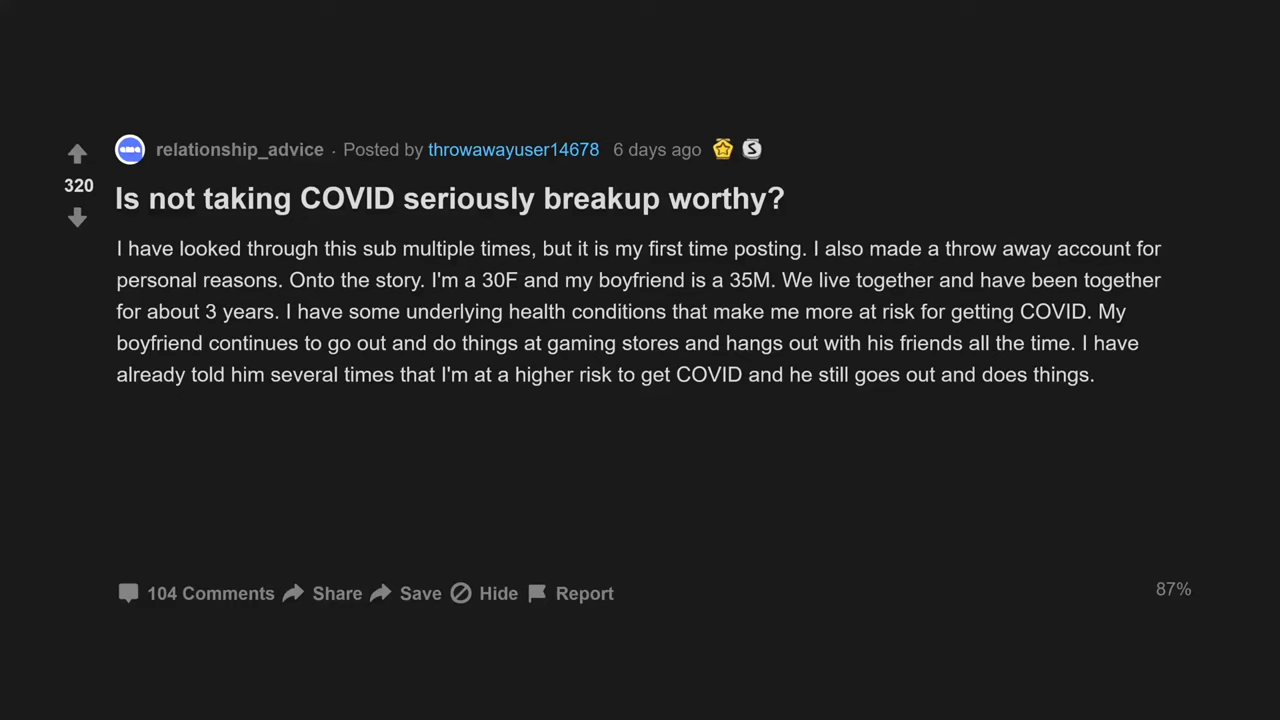 relationship_advice · Posted by throwawayuser14678 6 days ago
320
Is not taking COVID seriously breakup worthy?
I have looked through this sub multiple times, but it is my first time posting. I also made a throw away account for
personal reasons. Onto the story. I'm a 30F and my boyfriend is a 35M. We live together and have been together
for about 3 years. I have some underlying health conditions that make me more at risk for getting COVID. My
boyfriend continues to go out and do things at gaming stores and hangs out with his friends all the time. I have
already told him several times that I'm at a higher risk to get COVID and he still goes out and does things.
104 Comments Share Save Hide Report
87%